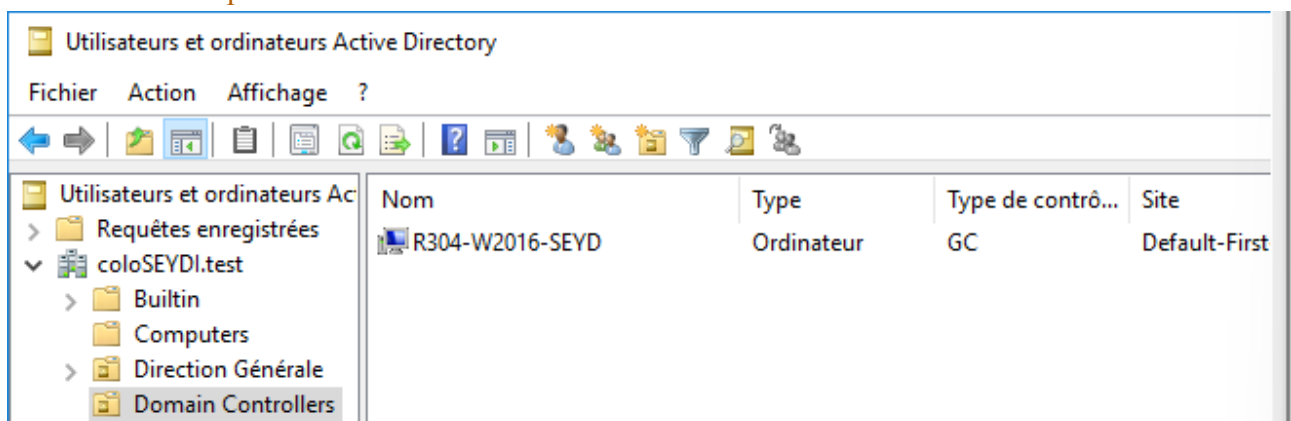 Utilisateurs et ordinateurs Active Directory
Fichier Action Affichage ?
Utilisateurs et ordinateurs Ac
Nom Type Type de contrô... Site
Requêtes enregistrées
R304-W2016-SEYD Ordinateur GC Default-First
coloSEYDI.test
Builtin
Computers
Direction Générale
Domain Controllers